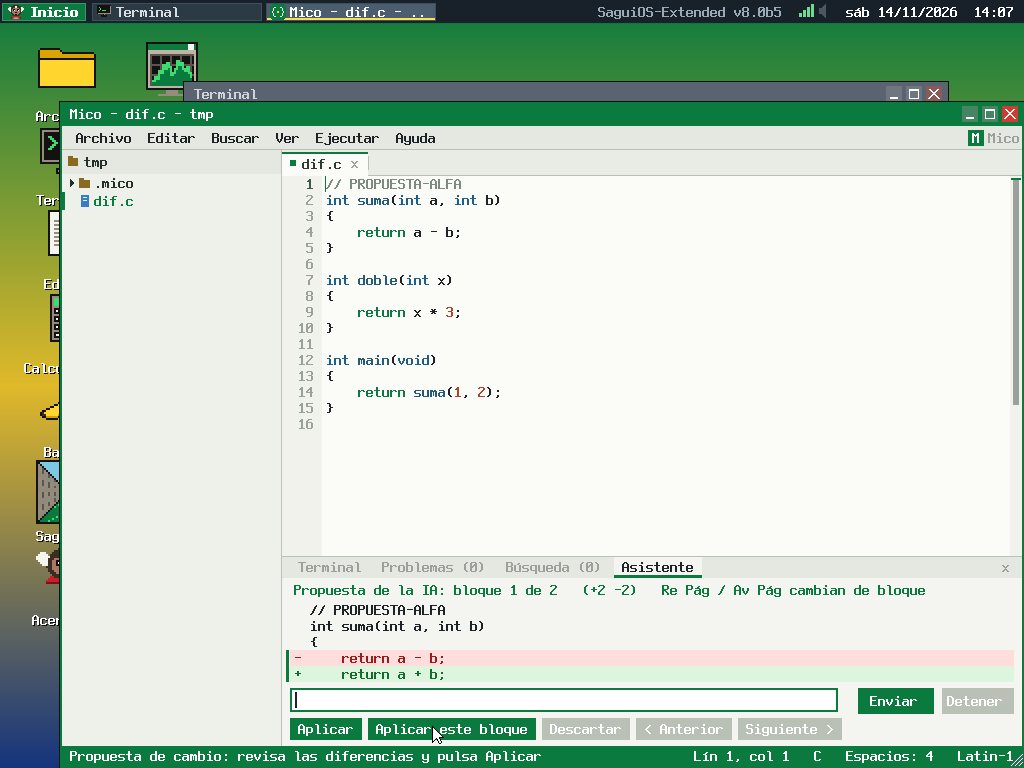 Inicio
Terminal
Mico - dif.c - ..
SaguiOS-Extended v8.0b5
sáb 14/11/2026 14:07
Terminal
Mico - dif.c - tmp
Archivo Editar Buscar Ver Ejecutar Ayuda
M Mico
tmp
.mico
dif.c
dif.c x
1 // PROPUESTA-ALFA
2 int suma(int a, int b)
3 {
4     return a - b;
5 }
6
7 int doble(int x)
8 {
9     return x * 3;
10 }
11
12 int main(void)
13 {
14     return suma(1, 2);
15 }
16
Terminal Problemas (0) Búsqueda (0) Asistente x
Propuesta de la IA: bloque 1 de 2 (+2 -2) Re Pág / Av Pág cambian de bloque
// PROPUESTA-ALFA
int suma(int a, int b)
{
-     return a - b;
+     return a + b;
Enviar Detener
Aplicar Aplicar este bloque Descartar < Anterior Siguiente >
Propuesta de cambio: revisa las diferencias y pulsa Aplicar
Lín 1, col 1 C Espacios: 4 Latin-1